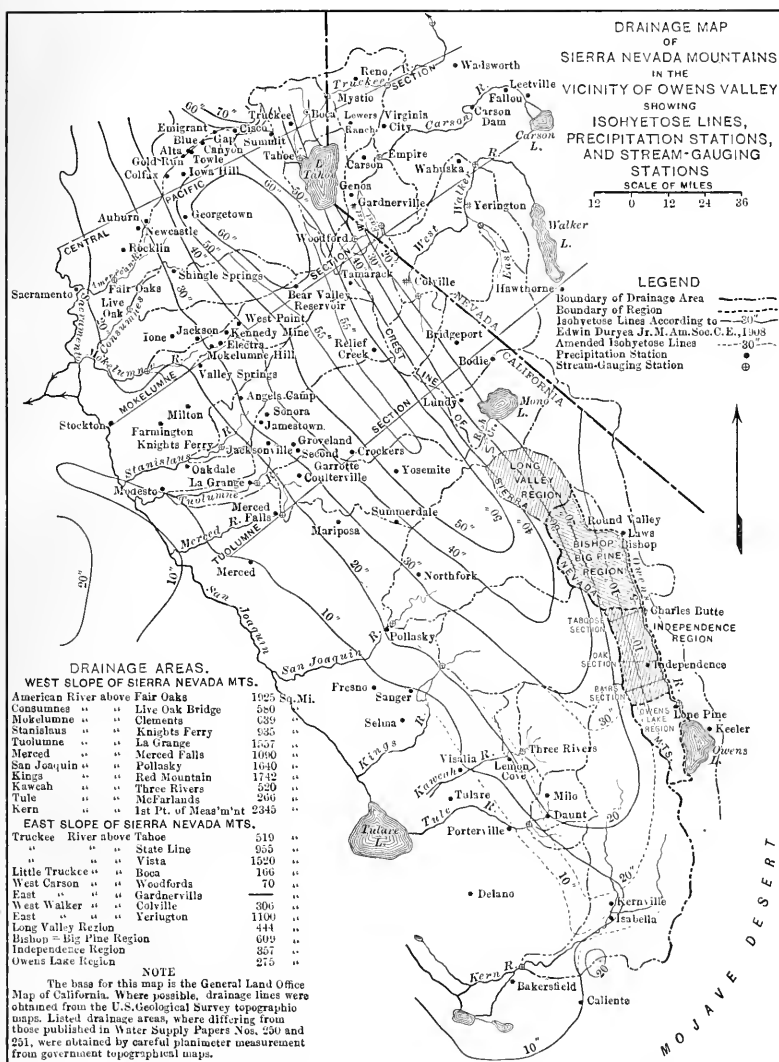 DRAINAGE MAP
OF
SIERRA NEVADA MOUNTAINS
IN THE
VICINITY OF OWENS VALLEY
SHOWING
ISOHYETOSE LINES,
PRECIPITATION STATIONS,
AND STREAM-GAUGING
STATIONS
SCALE OF MILES
12 0 12 24 36
LEGEND
Boundary of Drainage Area
Boundary of Region
Isohyetose Lines According to 30"
Edwin Duryea Jr. M. Am. Soc. C.E., 1908
Amended Isohyetose Lines 30"
Precipitation Station
Stream-Gauging Station
Reno
Truckee R.
Wadsworth
SECTION
Mystic
60" 70"
Truckee
Boca
Lowers
Ranch
Virginia
City
Carson R.
Leetville
Fallou
Carson
Dam
Carson
L.
Emigrant
Gap
Cisco
Summit
Blue
Canyon
Alta
Towle
Gold Run
Iowa Hill
Colfax
Tahoe
L
Tahoe
Carson
Empire
Wabuska
Genoa
Gardnerville
Walker R.
Yerington
Walker
L.
West
East
PACIFIC
CENTRAL
60" 50"
Auburn
Newcastle
Georgetown
Rocklin
Woodford
Tamarack
Colville
Hawthorne
NEVADA
CALIFORNIA
Sacramento
Fair Oaks
Live
Oak
Shingle Springs
Consumnes
Bear Valley
Reservoir
SECTION
West Point
Kennedy Mine
Jackson
Ione
Electra
Mokelumne Hill
Mokelumne R.
Valley Springs
Relief
Creek
Bridgeport
Bodie
CREST LINE OF SIERRA NEVADA MTS.
Lundy
Mono
L.
MOKELUMNE
SECTION
Stockton
Milton
Farmington
Knights Ferry
Angels Camp
Sonora
Jamestown
Jacksonville
Groveland
Second
Garrotte
Crockers
Stanislaus R.
Oakdale
La Grange
Coulterville
Yosemite
Modesto
Tuolumne
Merced
Falls
Merced R.
Mariposa
Summerdale
TUOLUMNE
Merced
Northfork
San
Joaquin
San Joaquin R.
Pollasky
LONG
VALLEY
REGION
Round Valley
Laws
Bishop
BISHOP
BIG PINE
REGION
Owens
Charles Butte
TABOOSE
SECTION
INDEPENDENCE
REGION
OAK
SECTION
Independence
BAIRS SECTION
OWENS
LAKE
REGION
Lone Pine
Keeler
Owens
L.
Fresno
Sanger
Selma
Kings R.
Visalia
Kaweah R.
Lemon
Cove
Three Rivers
Tulare
Tule R.
Milo
Daunt
Porterville
Tulare
L.
Delano
Kernville
Isabella
Kern R.
Bakersfield
Caliente
MOJAVE DESERT
DRAINAGE AREAS.
WEST SLOPE OF SIERRA NEVADA MTS.
American River above Fair Oaks 1925 Sq. Mi.
Consumnes " " Live Oak Bridge 580 "
Mokelumne " " Clements 639 "
Stanislaus " " Knights Ferry 935 "
Tuolumne " " La Grange 1557 "
Merced " " Merced Falls 1090 "
San Joaquin " " Pollasky 1640 "
Kings " " Red Mountain 1742 "
Kaweah " " Three Rivers 520 "
Tule " " McFarlands 266 "
Kern " " 1st Pt. of Meas'm'nt 2345 "
EAST SLOPE OF SIERRA NEVADA MTS.
Truckee River above Tahoe 519 "
" " " State Line 955 "
" " " Vista 1520 "
Little Truckee " " Boca 166 "
West Carson " " Woodfords 70 "
East " " Gardnerville — "
West Walker " " Colville 306 "
East " " Yerington 1100 "
Long Valley Region 444 "
Bishop = Big Pine Region 609 "
Independence Region 357 "
Owens Lake Region 275 "
NOTE
The base for this map is the General Land Office
Map of California. Where possible, drainage lines were
obtained from the U.S. Geological Survey topographic
maps. Listed drainage areas, where differing from
those published in Water Supply Papers Nos. 250 and
251, were obtained by careful planimeter measurement
from government topographical maps.